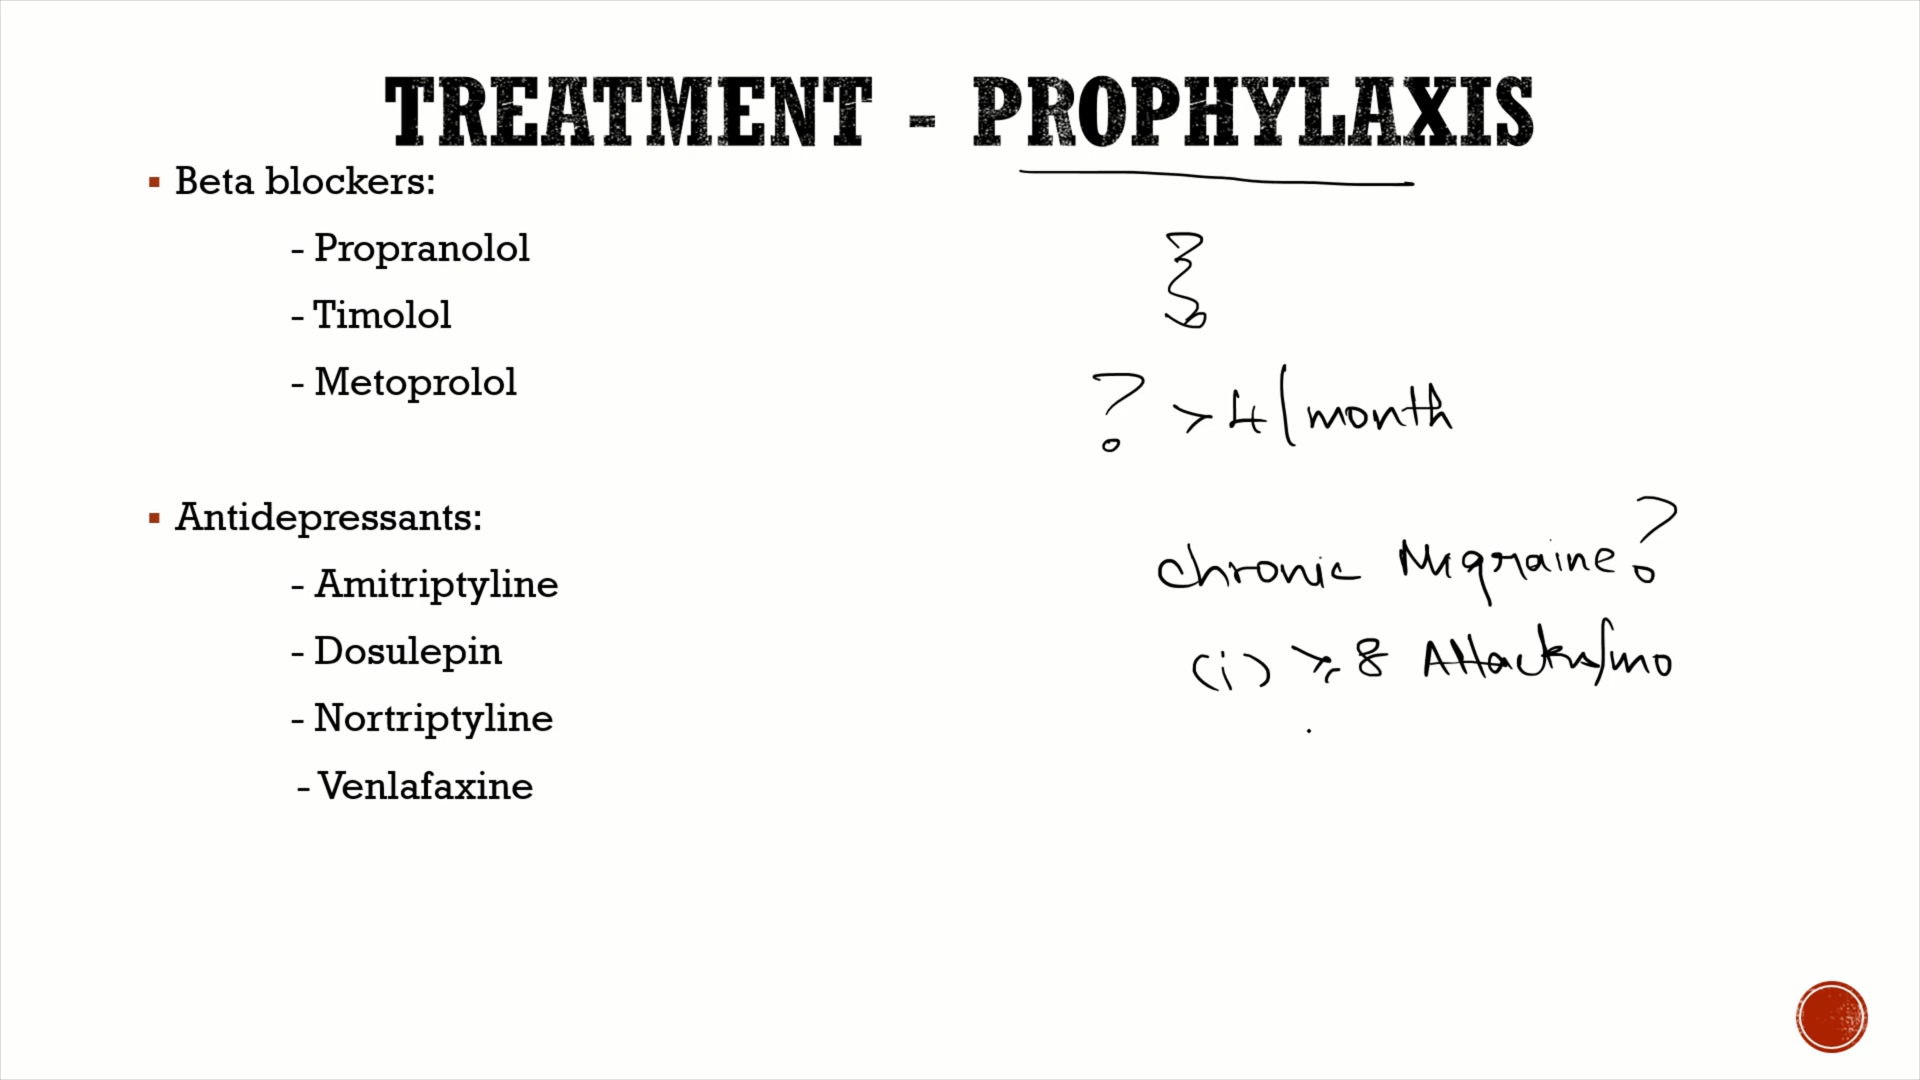 TREATMENT - PROPHYLAXIS
▪ Beta blockers:
- Propranolol
- Timolol
- Metoprolol
? > 4/month
▪ Antidepressants:
- Amitriptyline
- Dosulepin
- Nortriptyline
- Venlafaxine
chronic Migraine?
(i) ≥ 8 Attacks/mo